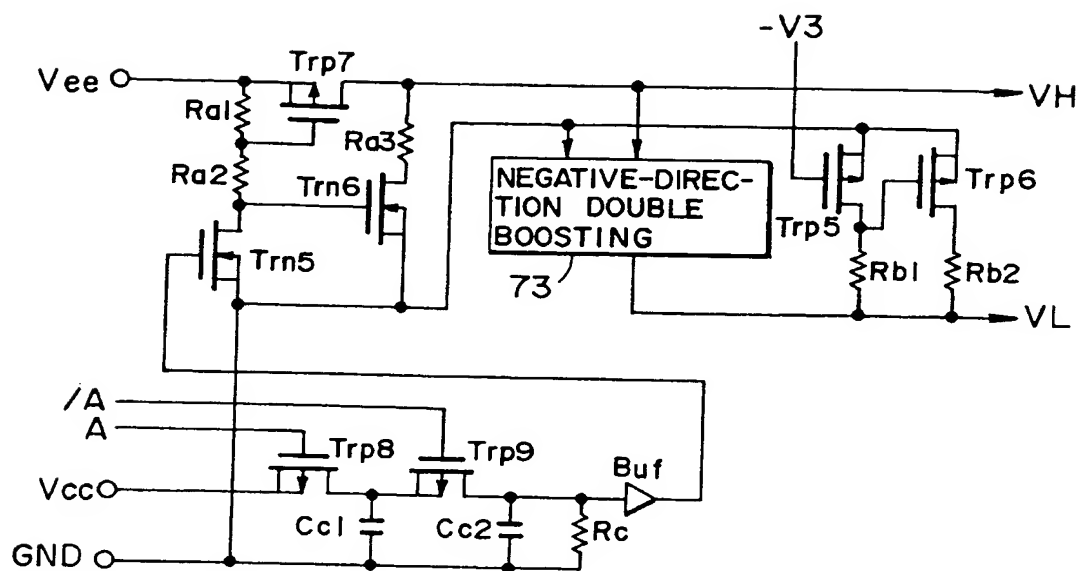 -V3
Trp7
Vee
VH
Ra1
Ra3
Ra2
Trn6
NEGATIVE-DIREC-
TION DOUBLE
BOOSTING
Trp5
Trp6
Trn5
73
Rb1
Rb2
VL
/A
A
Trp8
Trp9
Buf
Vcc
Cc1
Cc2
Rc
GND